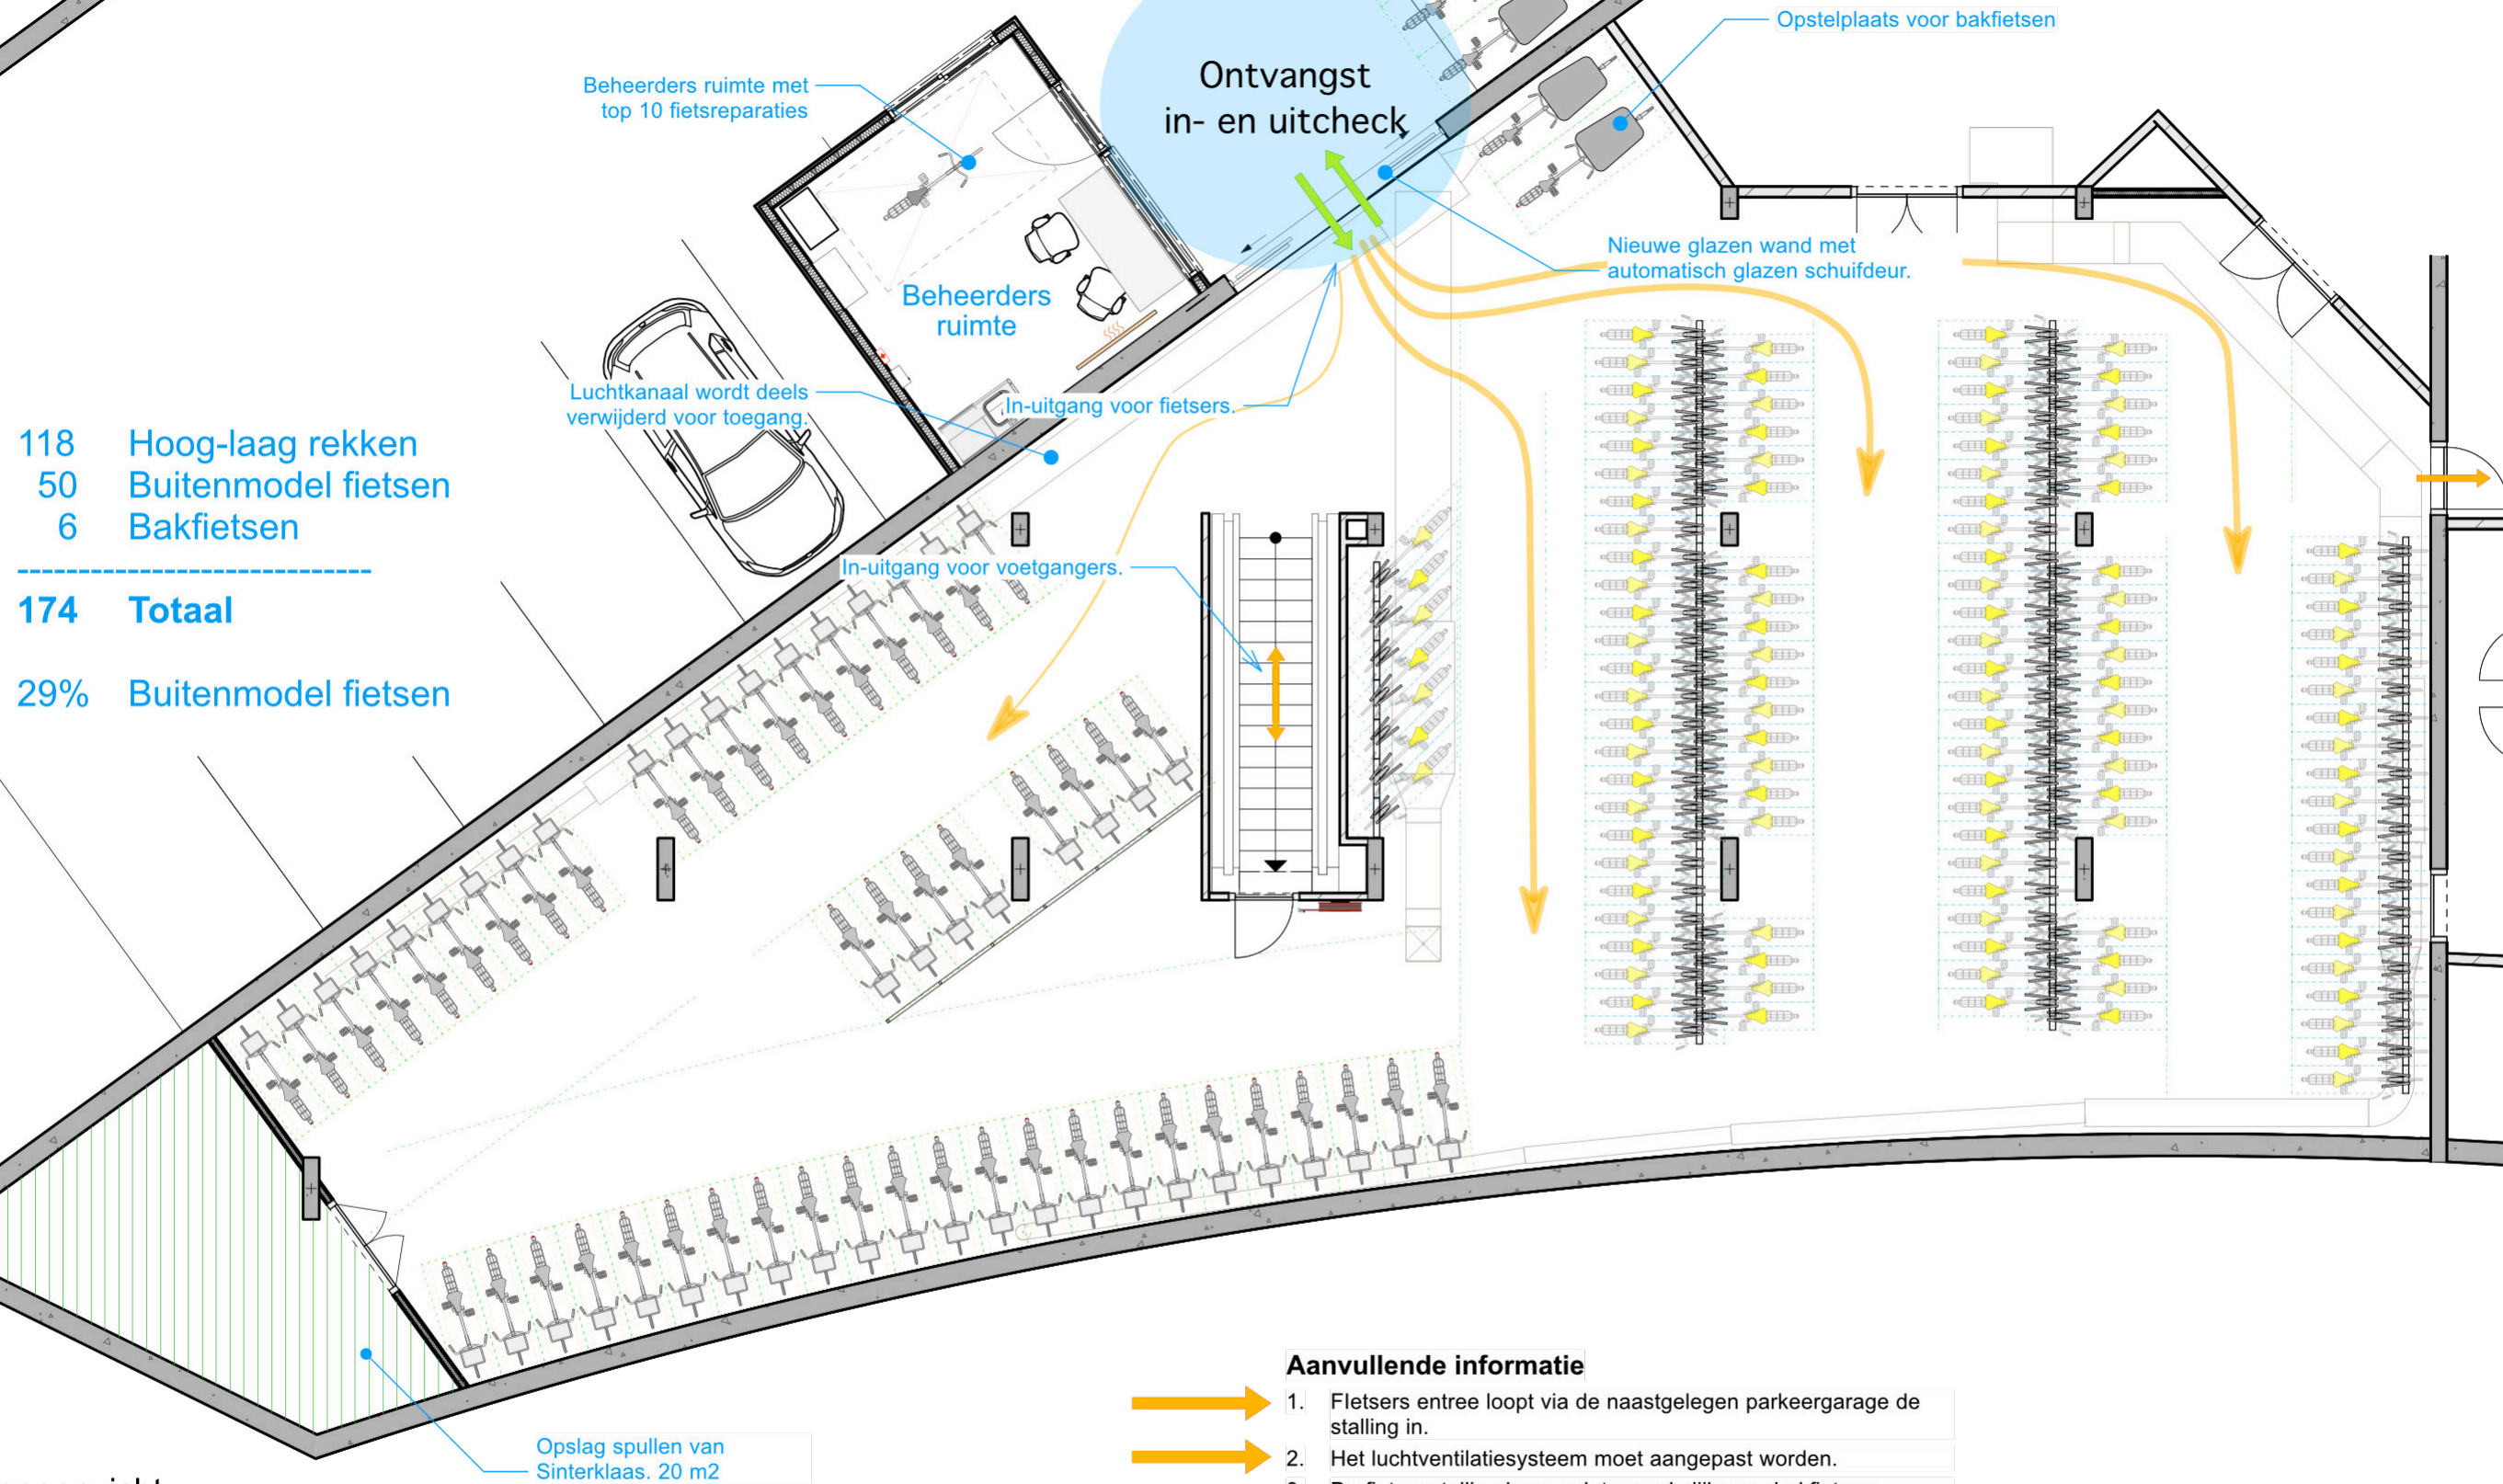 Opstelplaats voor bakfietsen
Ontvangst
in- en uitcheck
Beheerders ruimte met
top 10 fietsreparaties
Nieuwe glazen wand met
automatisch glazen schuifdeur.
Beheerders
ruimte
Luchtkanaal wordt deels
verwijderd voor toegang.
In-uitgang voor fietsers.
118 Hoog-laag rekken
50 Buitenmodel fietsen
6 Bakfietsen
-----------------------------
174 Totaal
29% Buitenmodel fietsen
In-uitgang voor voetgangers.
Opslag spullen van
Sinterklaas. 20 m2
Aanvullende informatie
1. FIetsers entree loopt via de naastgelegen parkeergarage de
stalling in.
2. Het luchtventilatiesysteem moet aangepast worden.